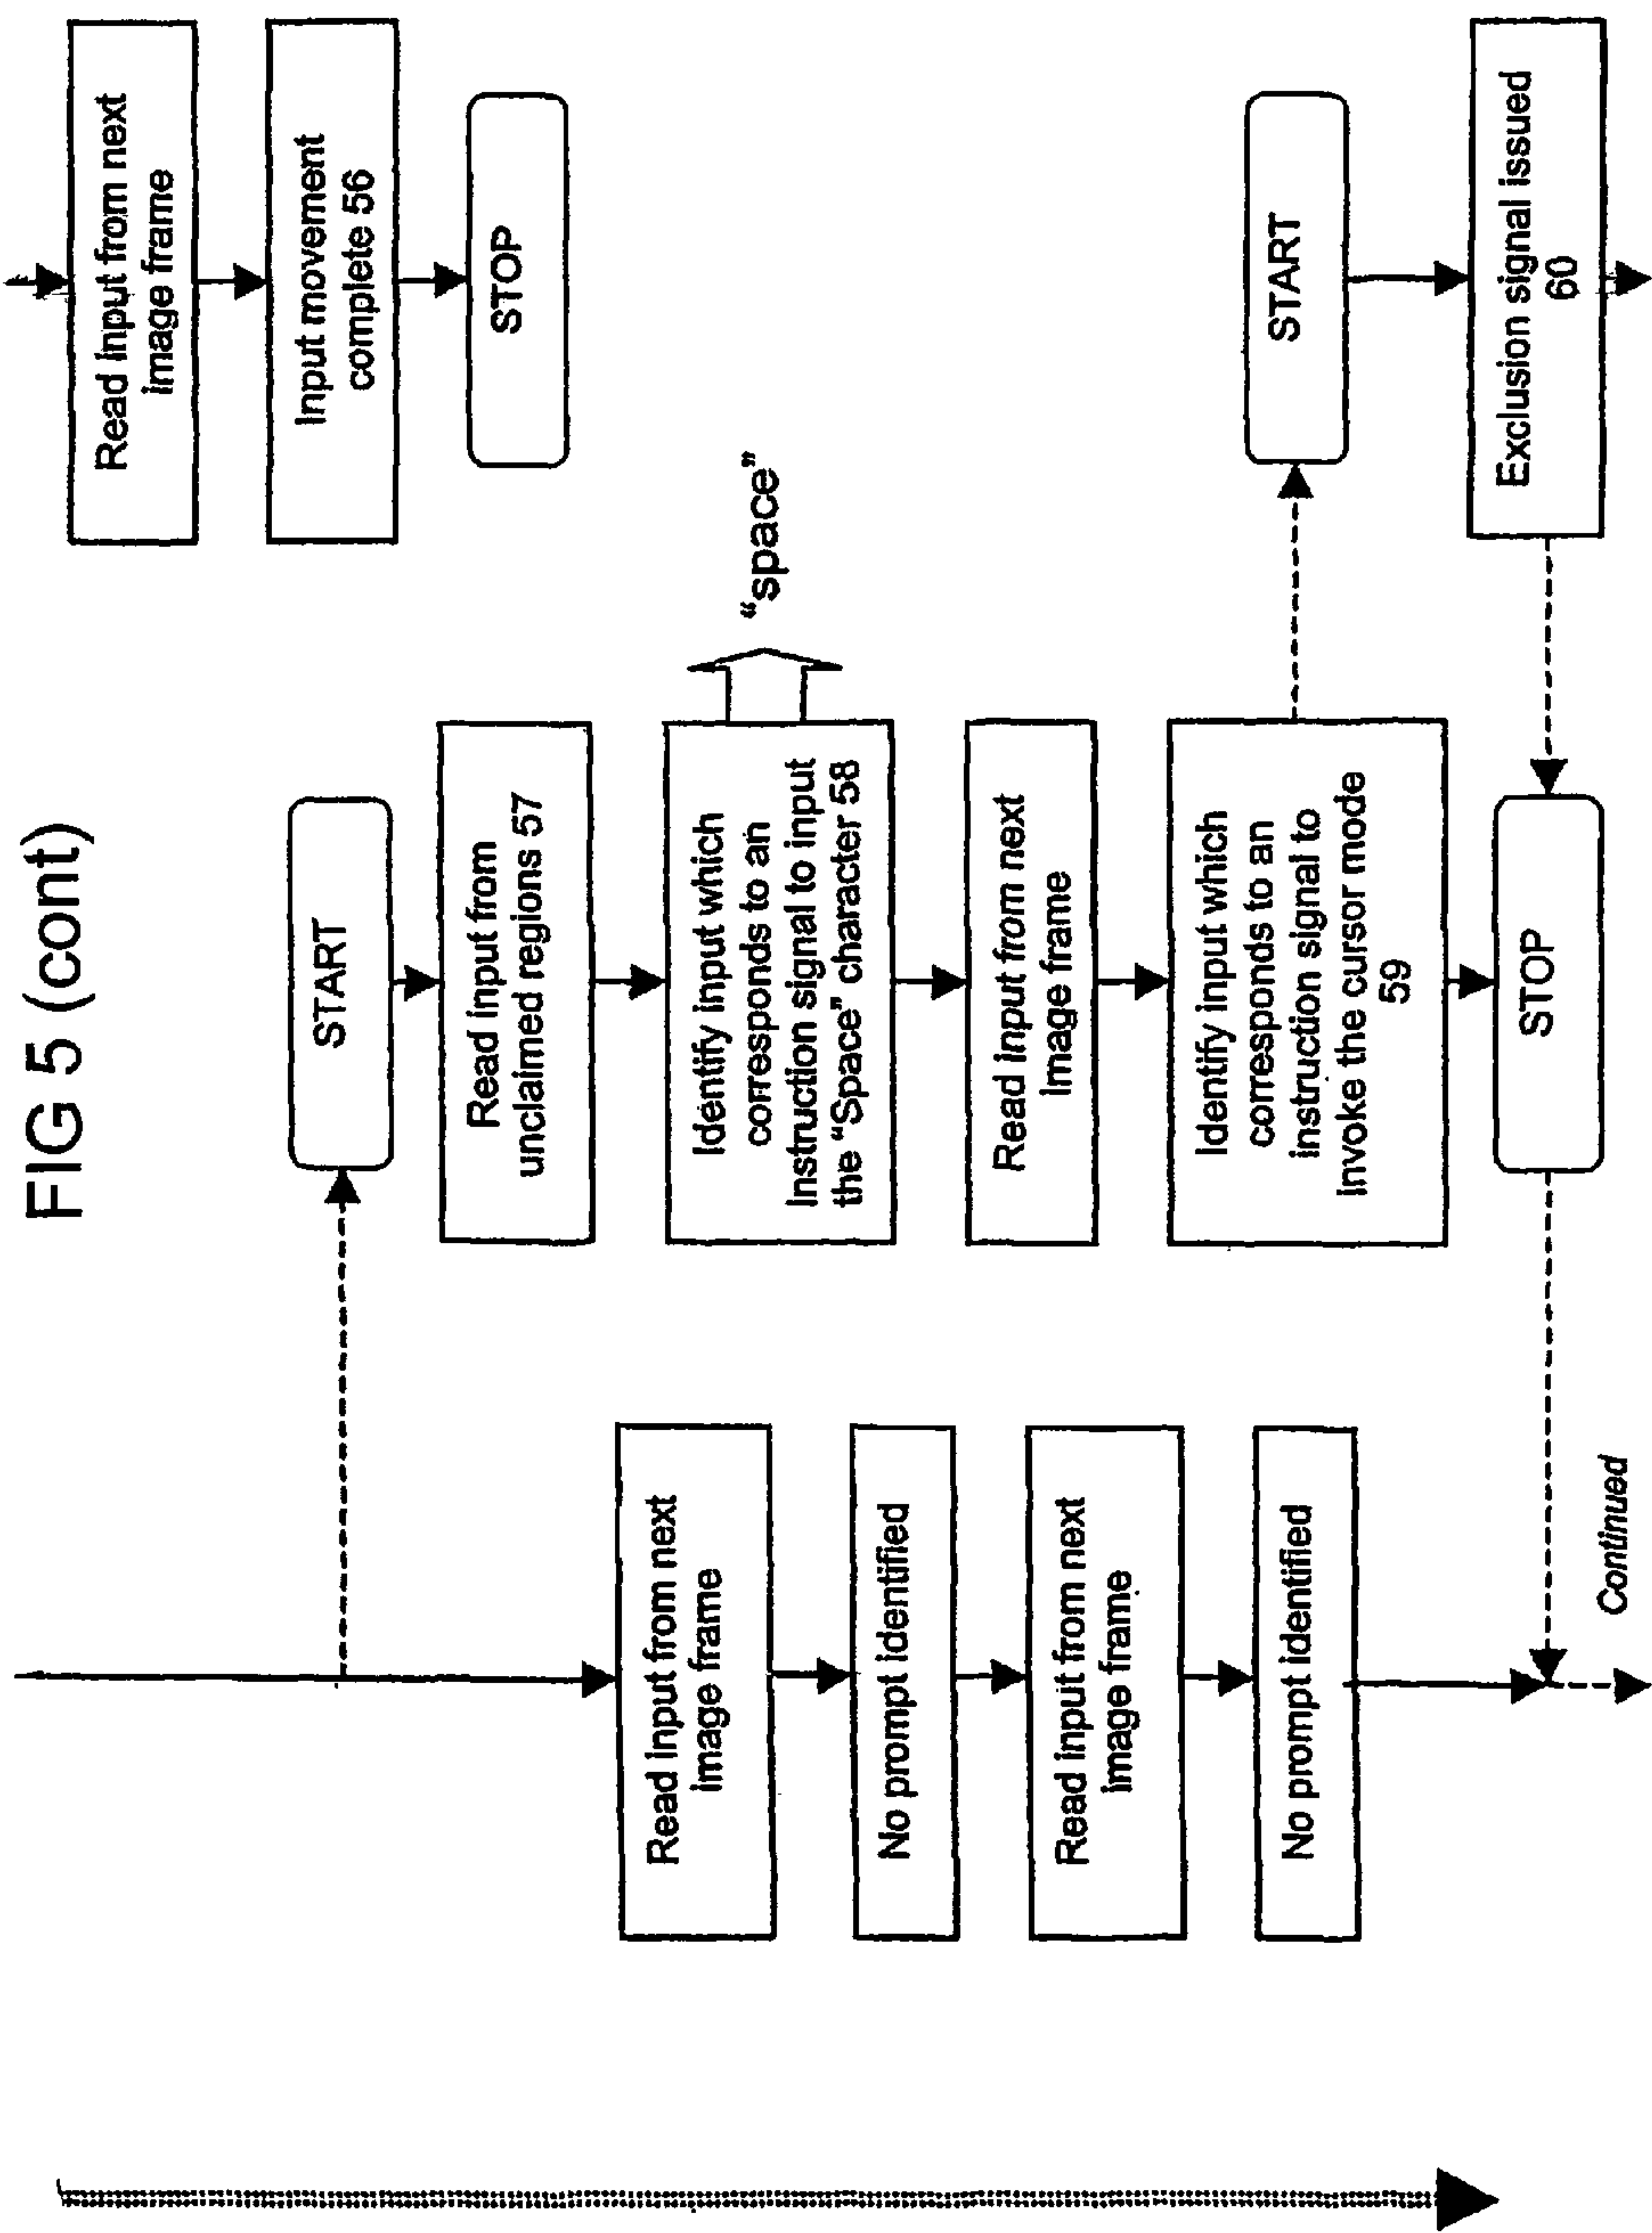 FIG 5 (cont)
Read input from next
image frame
No prompt identified
Read input from next
image frame
No prompt identified
Continued
START
Read input from
unclaimed regions 57
Identify input which
corresponds to an
instruction signal to input
the “Space” character 58
“space”
Read input from next
image frame
Identify input which
corresponds to an
instruction signal to
invoke the cursor mode
59
STOP
Read input from next
image frame
Input movement
complete 56
STOP
START
Exclusion signal issued
60